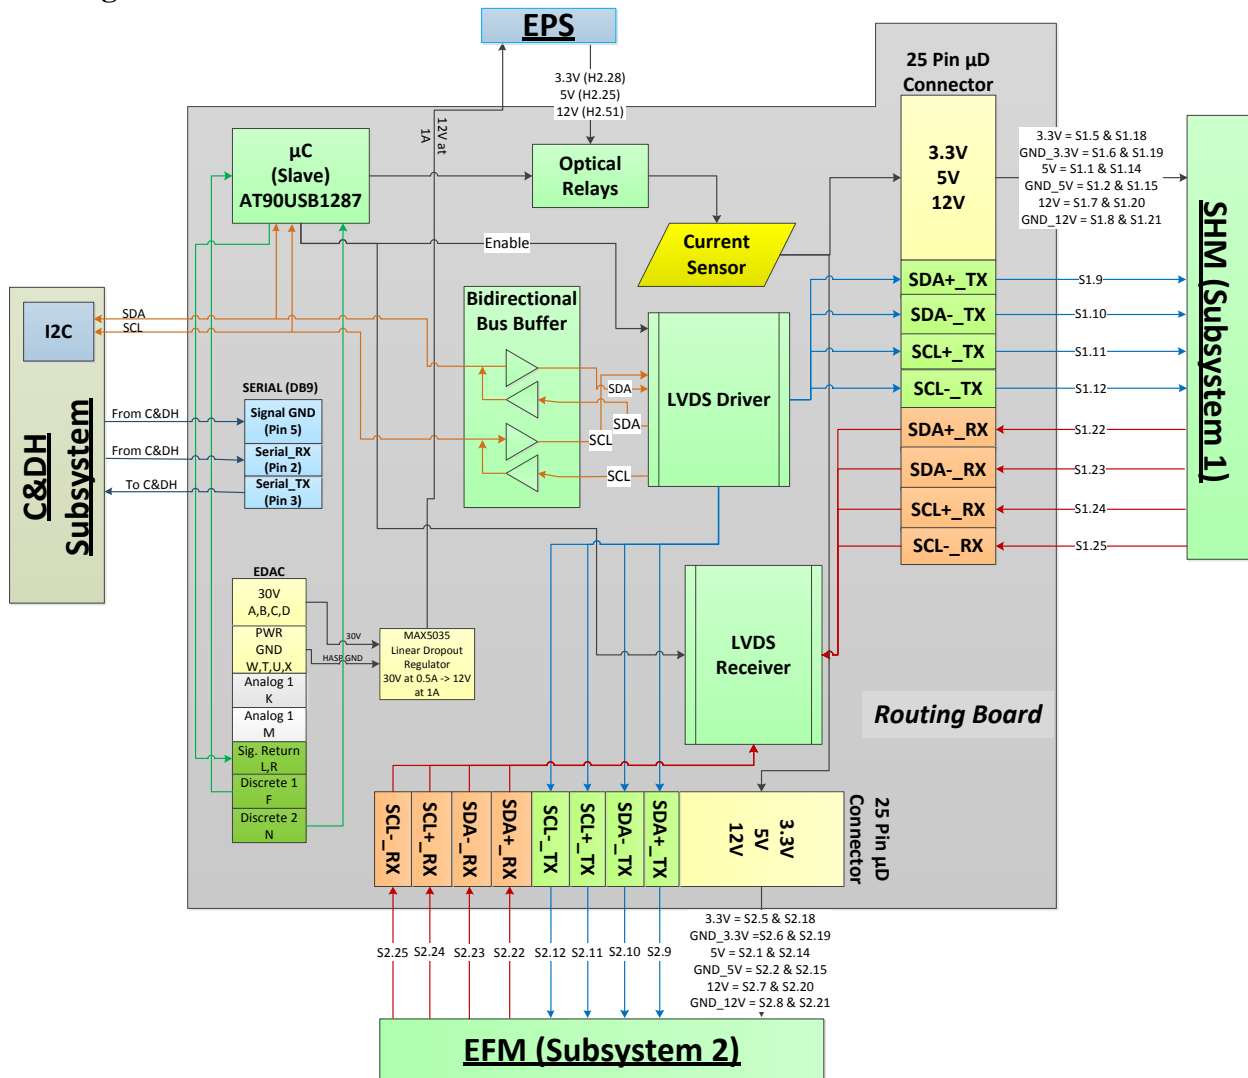 EPS
25 Pin µD
Connector
3.3V (H2.28)
5V (H2.25)
12V (H2.51)
12V at
1A
µC
(Slave)
AT90USB1287
Optical
Relays
3.3V
5V
12V
3.3V = S1.5 & S1.18
GND_3.3V = S1.6 & S1.19
5V = S1.1 & S1.14
GND_5V = S1.2 & S1.15
12V = S1.7 & S1.20
GND_12V = S1.8 & S1.21
SHM (Subsystem 1)
Enable
Current
Sensor
C&DH
Subsystem
I2C
SDA
SCL
Bidirectional
Bus Buffer
SDA
SDA
SCL
SCL
LVDS Driver
SDA+_TX
SDA-_TX
SCL+_TX
SCL-_TX
SDA+_RX
SDA-_RX
SCL+_RX
SCL-_RX
S1.9
S1.10
S1.11
S1.12
S1.22
S1.23
S1.24
S1.25
SERIAL (DB9)
From C&DH
Signal GND
(Pin 5)
From C&DH
Serial_RX
(Pin 2)
To C&DH
Serial_TX
(Pin 3)
EDAC
30V
A,B,C,D
PWR
GND
W,T,U,X
Analog 1
K
Analog 1
M
Sig. Return
L,R
Discrete 1
F
Discrete 2
N
30V
HASP GND
MAX5035
Linear Dropout
Regulator
30V at 0.5A -> 12V
at 1A
LVDS
Receiver
Routing Board
SCL-_RX
SCL+_RX
SDA-_RX
SDA+_RX
SCL-_TX
SCL+_TX
SDA-_TX
SDA+_TX
3.3V
5V
12V
25 Pin µD
Connector
S2.25
S2.24
S2.23
S2.22
S2.12
S2.11
S2.10
S2.9
3.3V = S2.5 & S2.18
GND_3.3V =S2.6 & S2.19
5V = S2.1 & S2.14
GND_5V = S2.2 & S2.15
12V = S2.7 & S2.20
GND_12V = S2.8 & S2.21
EFM (Subsystem 2)